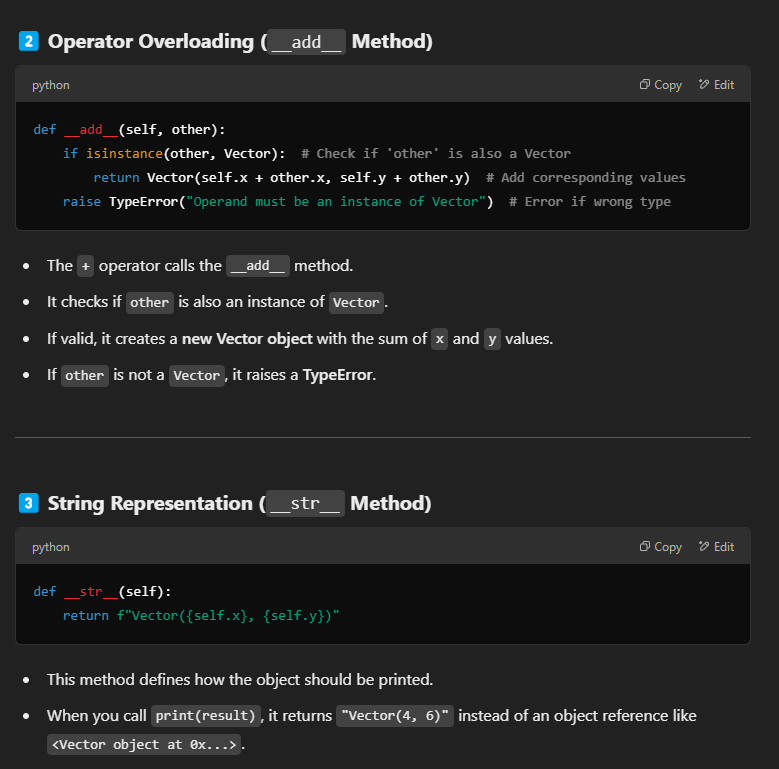 2 Operator Overloading (__add__ Method)
python
Copy
Edit
def __add__(self, other):
    if isinstance(other, Vector):  # Check if 'other' is also a Vector
        return Vector(self.x + other.x, self.y + other.y)  # Add corresponding values
    raise TypeError("Operand must be an instance of Vector")  # Error if wrong type
• The + operator calls the __add__ method.
• It checks if other is also an instance of Vector.
• If valid, it creates a new Vector object with the sum of x and y values.
• If other is not a Vector, it raises a TypeError.
3 String Representation (__str__ Method)
python
Copy
Edit
def __str__(self):
    return f"Vector({self.x}, {self.y})"
• This method defines how the object should be printed.
• When you call print(result), it returns "Vector(4, 6)" instead of an object reference like
<Vector object at 0x...>.